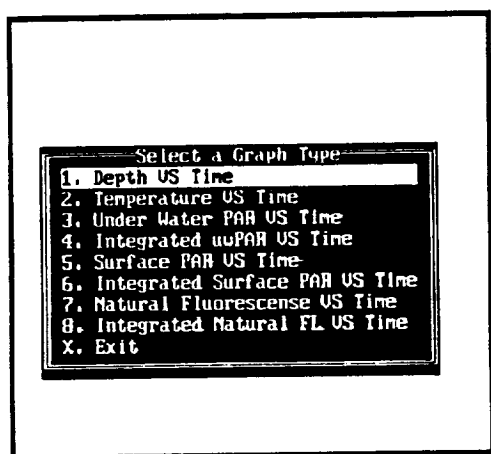 Select a Graph Type
1. Depth VS Time
2. Temperature VS Time
3. Under Water PAR VS Time
4. Integrated uwPAR VS Time
5. Surface PAR VS Time
6. Integrated Surface PAR VS Time
7. Natural Fluorescense VS Time
8. Integrated Natural FL VS Time
X. Exit